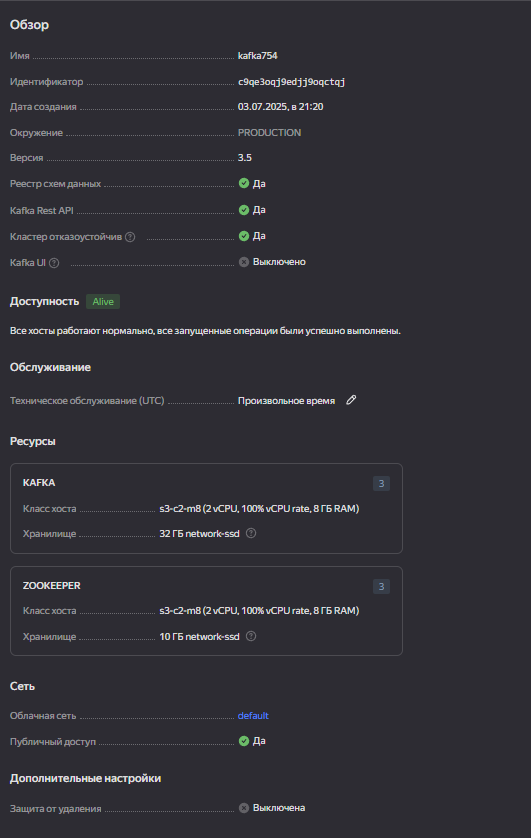 Обзор
Имя kafka754
Идентификатор c9qe3oqj9edjj9oqctqj
Дата создания 03.07.2025, в 21:20
Окружение PRODUCTION
Версия 3.5
Реестр схем данных Да
Kafka Rest API Да
Кластер отказоустойчив Да
Kafka UI Выключено
Доступность Alive
Все хосты работают нормально, все запущенные операции были успешно выполнены.
Обслуживание
Техническое обслуживание (UTC) Произвольное время
Ресурсы
KAFKA 3
Класс хоста s3-c2-m8 (2 vCPU, 100% vCPU rate, 8 ГБ RAM)
Хранилище 32 ГБ network-ssd
ZOOKEEPER 3
Класс хоста s3-c2-m8 (2 vCPU, 100% vCPU rate, 8 ГБ RAM)
Хранилище 10 ГБ network-ssd
Сеть
Облачная сеть default
Публичный доступ Да
Дополнительные настройки
Защита от удаления Выключена